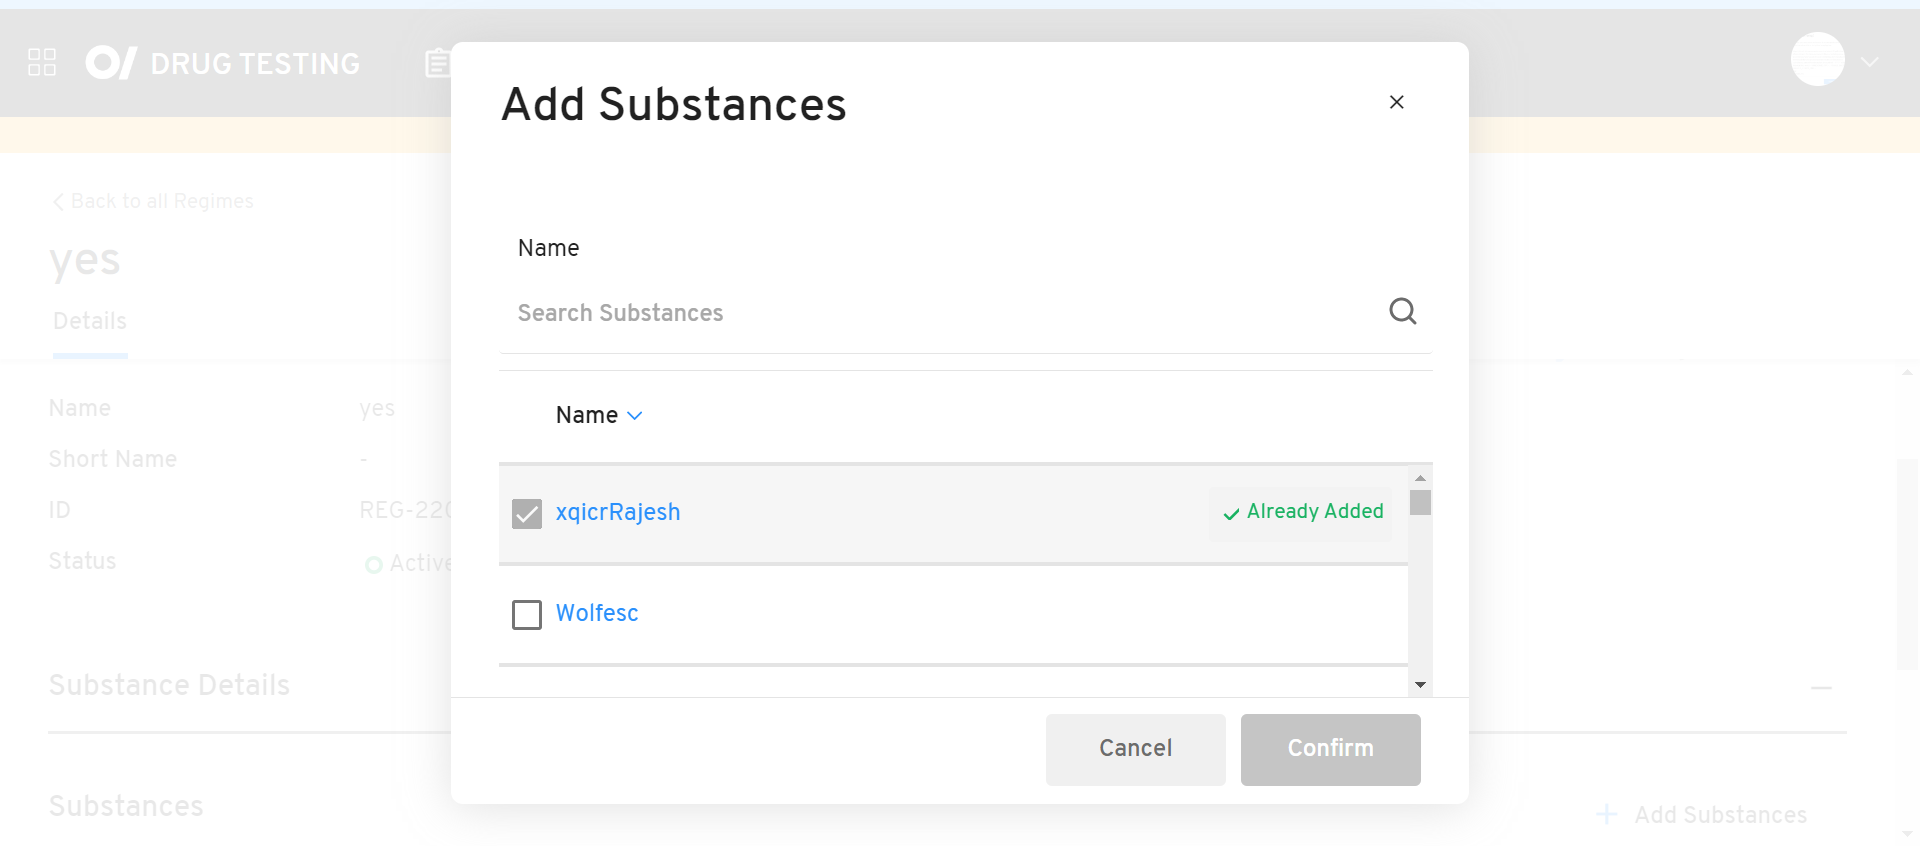 DRUG TESTING
Add Substances
Back to all Regimes
yes
Details
Name
Search Substances
Name
Name yes
Short Name -
ID REG-220
Status Active
xqicrRajesh Already Added
Wolfesc
Substance Details
Cancel Confirm
Substances
Add Substances